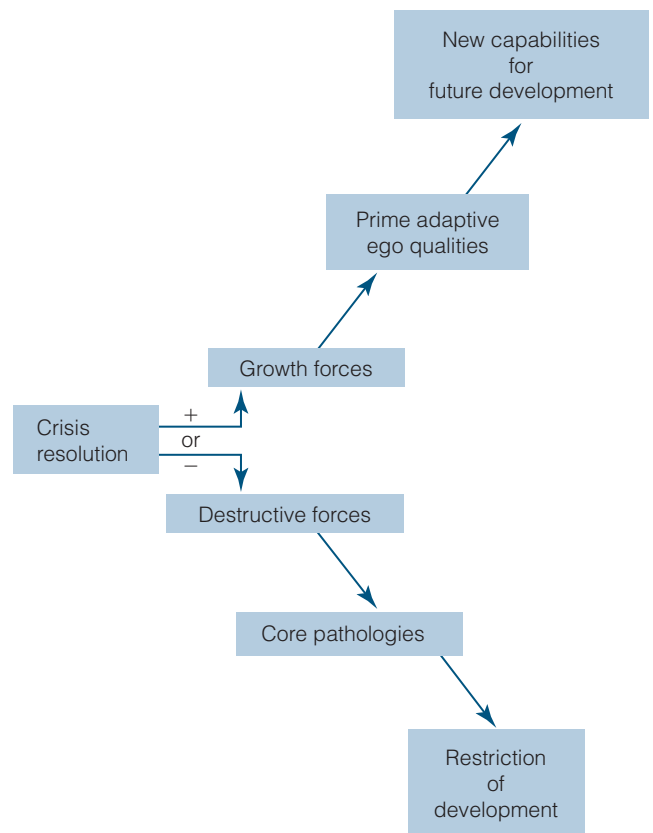 New capabilities
for
future development
Prime adaptive
ego qualities
Growth forces
Crisis
resolution
+
or
−
Destructive forces
Core pathologies
Restriction
of
development